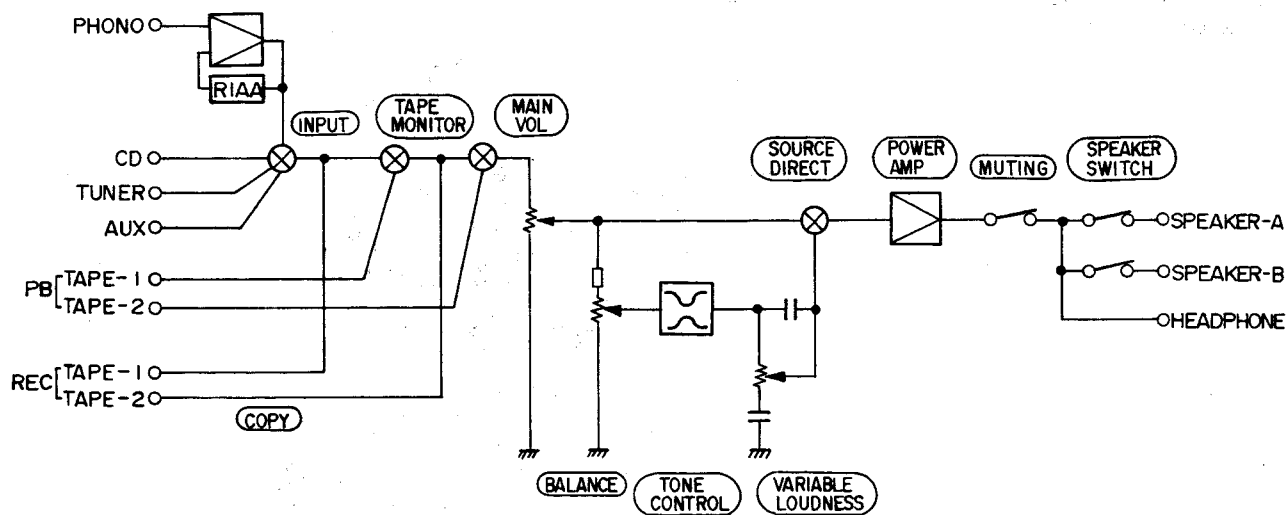 PHONO
RIAA
INPUT
TAPE
MONITOR
MAIN
VOL
CD
TUNER
AUX
SOURCE
DIRECT
POWER
AMP
MUTING
SPEAKER
SWITCH
SPEAKER-A
SPEAKER-B
HEADPHONE
PB
TAPE-1
TAPE-2
REC
TAPE-1
TAPE-2
COPY
BALANCE
TONE
CONTROL
VARIABLE
LOUDNESS